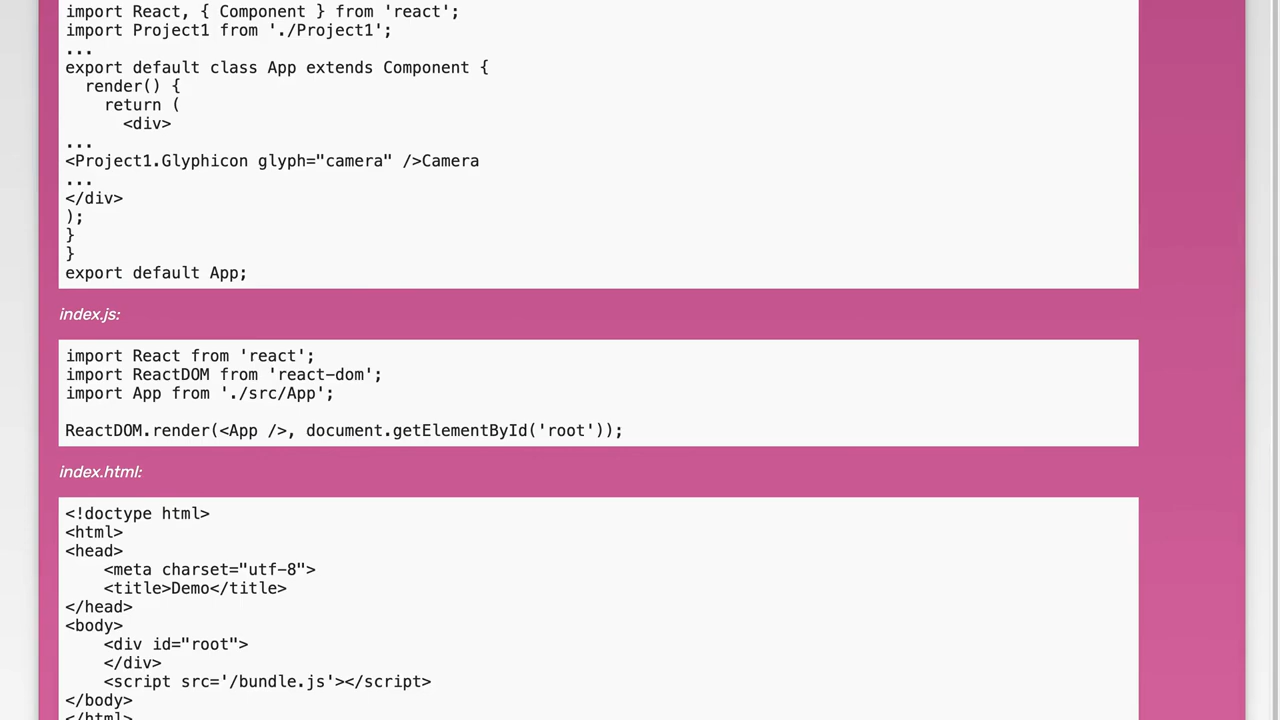 import React, { Component } from 'react';
import Project1 from './Project1';
...
export default class App extends Component {
  render() {
    return (
      <div>
...
<Project1.Glyphicon glyph="camera" />Camera
...
</div>
);
}
}
export default App;
index.js:
import React from 'react';
import ReactDOM from 'react-dom';
import App from './src/App';

ReactDOM.render(<App />, document.getElementById('root'));
index.html:
<!doctype html>
<html>
<head>
    <meta charset="utf-8">
    <title>Demo</title>
</head>
<body>
    <div id="root">
    </div>
    <script src='/bundle.js'></script>
</body>
</html>